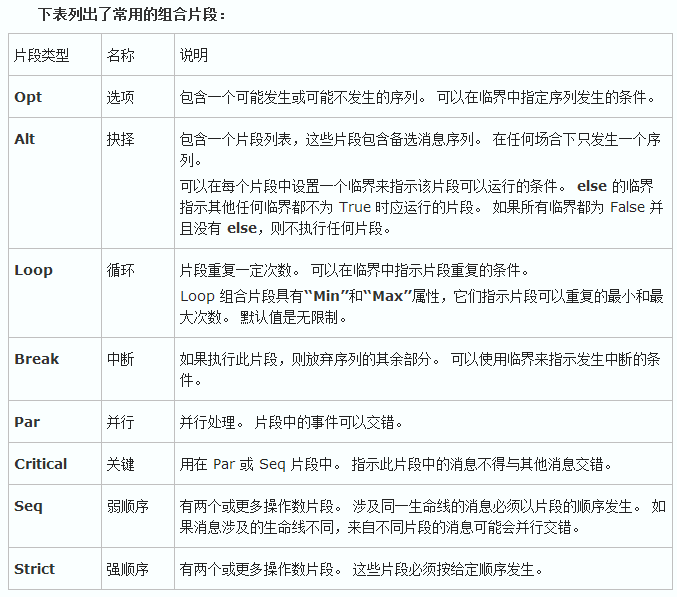 下表列出了常用的组合片段：
片段类型 名称 说明
Opt 选项 包含一个可能发生或可能不发生的序列。 可以在临界中指定序列发生的条件。
Alt 抉择 包含一个片段列表，这些片段包含备选消息序列。 在任何场合下只发生一个序
列。
可以在每个片段中设置一个临界来指示该片段可以运行的条件。 else 的临界
指示其他任何临界都不为 True 时应运行的片段。 如果所有临界都为 False 并
且没有 else，则不执行任何片段。
Loop 循环 片段重复一定次数。 可以在临界中指示片段重复的条件。
Loop 组合片段具有“Min”和“Max”属性，它们指示片段可以重复的最小和最
大次数。 默认值是无限制。
Break 中断 如果执行此片段，则放弃序列的其余部分。 可以使用临界来指示发生中断的条
件。
Par 并行 并行处理。 片段中的事件可以交错。
Critical 关键 用在 Par 或 Seq 片段中。 指示此片段中的消息不得与其他消息交错。
Seq 弱顺序 有两个或更多操作数片段。 涉及同一生命线的消息必须以片段的顺序发生。 如
果消息涉及的生命线不同，来自不同片段的消息可能会并行交错。
Strict 强顺序 有两个或更多操作数片段。 这些片段必须按给定顺序发生。